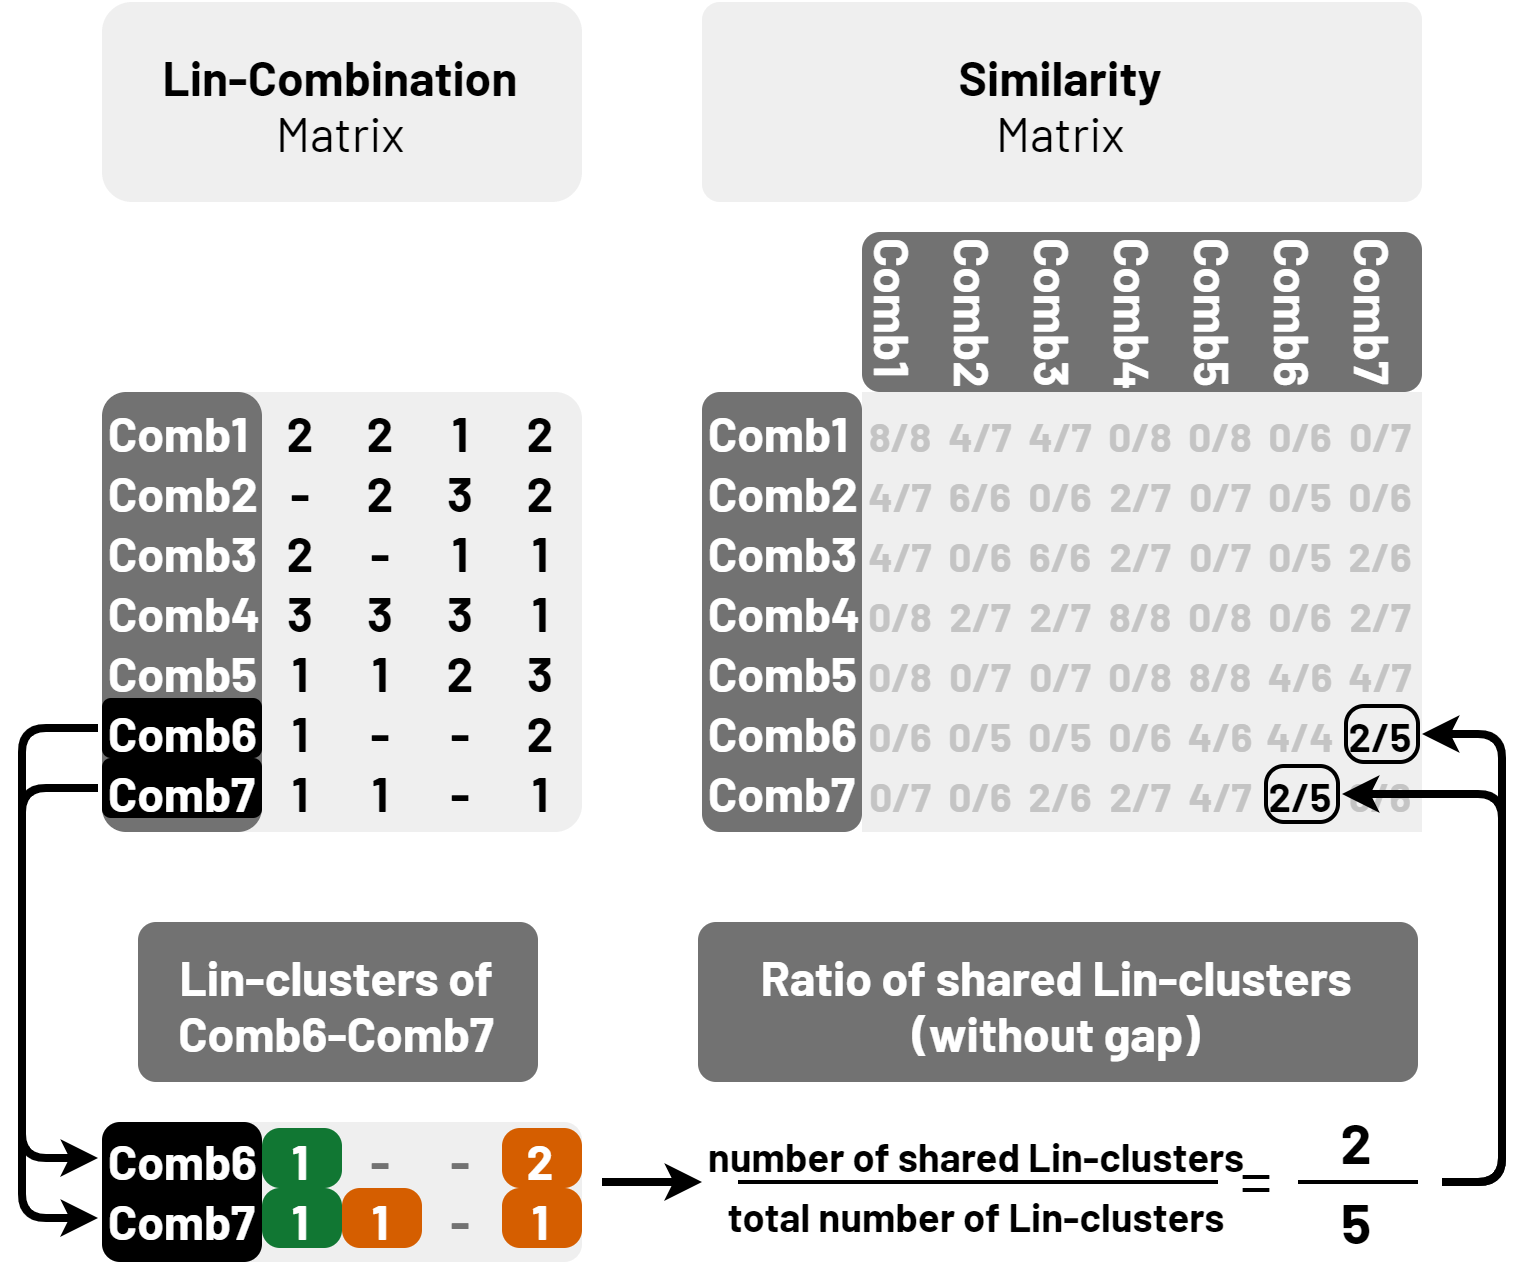 Lin-Combination
Matrix
Similarity
Matrix
Comb1 Comb2 Comb3 Comb4 Comb5 Comb6 Comb7
Comb1 2 2 1 2
Comb2 - 2 3 2
Comb3 2 - 1 1
Comb4 3 3 3 1
Comb5 1 1 2 3
Comb6 1 - - 2
Comb7 1 1 - 1
Comb1 8/8 4/7 4/7 0/8 0/8 0/6 0/7
Comb2 4/7 6/6 0/6 2/7 0/7 0/5 0/6
Comb3 4/7 0/6 6/6 2/7 0/7 0/5 2/6
Comb4 0/8 2/7 2/7 8/8 0/8 0/6 2/7
Comb5 0/8 0/7 0/7 0/8 8/8 4/6 4/7
Comb6 0/6 0/5 0/5 0/6 4/6 4/4 2/5
Comb7 0/7 0/6 2/6 2/7 4/7 2/5
Lin-clusters of
Comb6-Comb7
Ratio of shared Lin-clusters
(without gap)
Comb6 1 - - 2
Comb7 1 1 - 1
number of shared Lin-clusters
total number of Lin-clusters
=
2
5